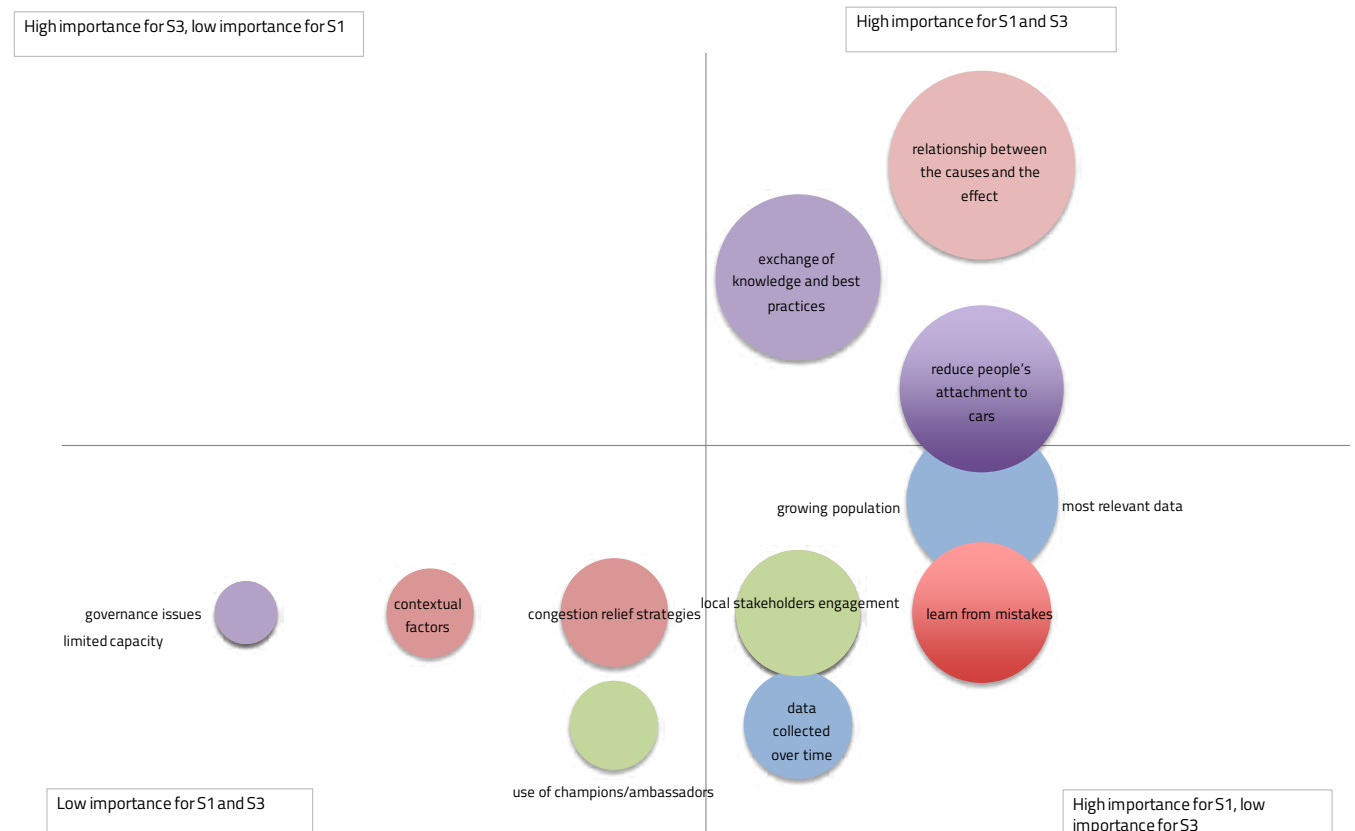 High importance for S3, low importance for S1
High importance for S1 and S3
relationship between
the causes and the
effect
exchange of
knowledge and best
practices
reduce people's
attachment to
cars
growing population
most relevant data
governance issues
limited capacity
contextual
factors
congestion relief strategies
local stakeholders engagement
learn from mistakes
data
collected
over time
use of champions/ambassadors
Low importance for S1 and S3
High importance for S1, low
importance for S3